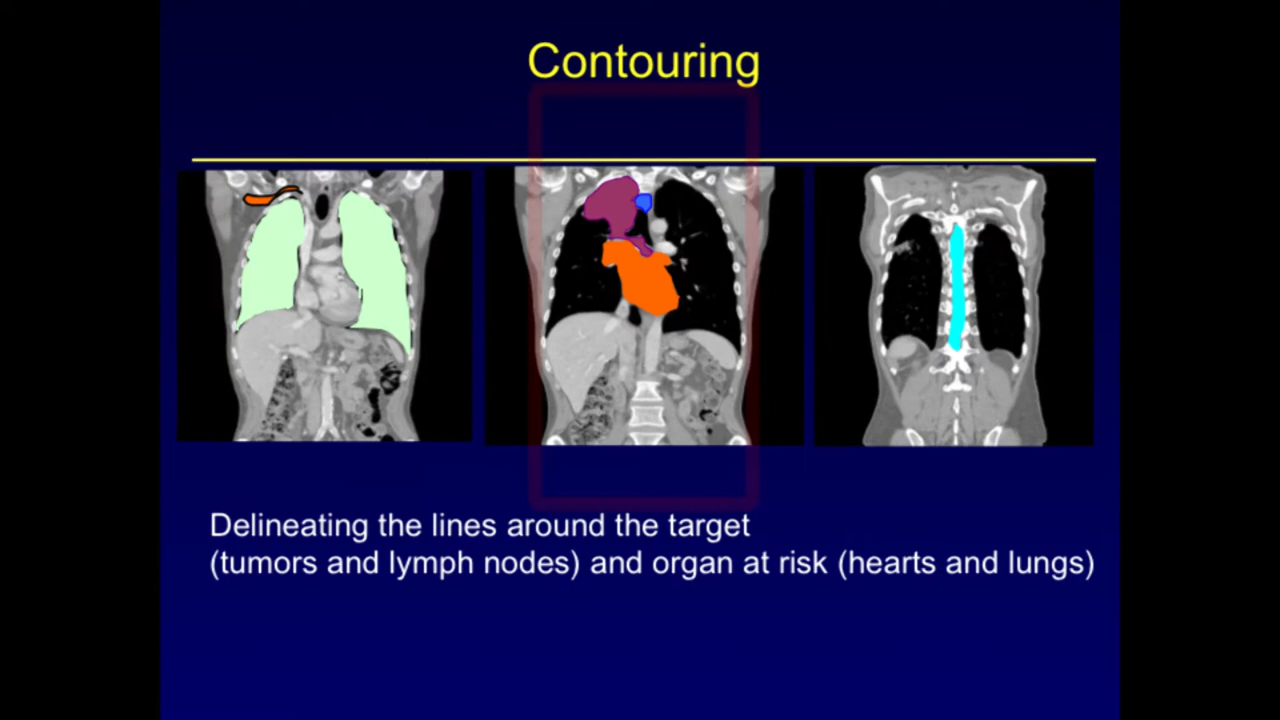 Contouring
Delineating the lines around the target
(tumors and lymph nodes) and organ at risk (hearts and lungs)